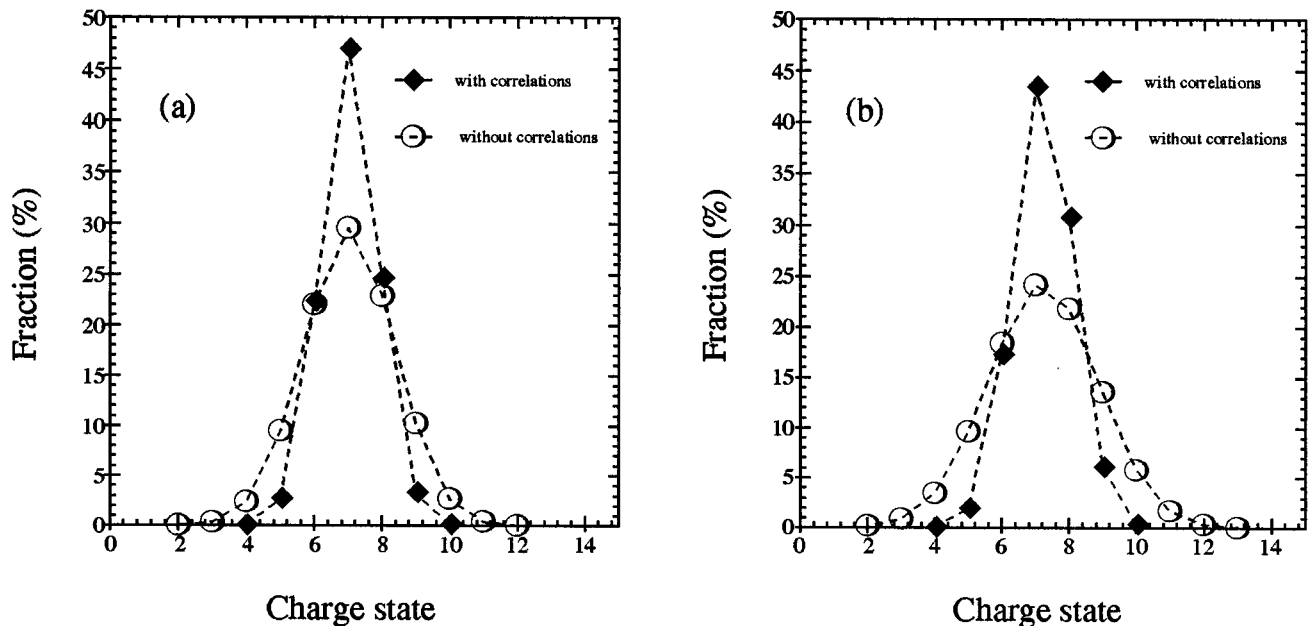 50
45
40
35
30
25
20
15
10
5
0
0 2 4 6 8 10 12 14
(a)
with correlations
without correlations
Fraction (%)
Charge state
50
45
40
35
30
25
20
15
10
5
0
0 2 4 6 8 10 12 14
(b)
with correlations
without correlations
Fraction (%)
Charge state